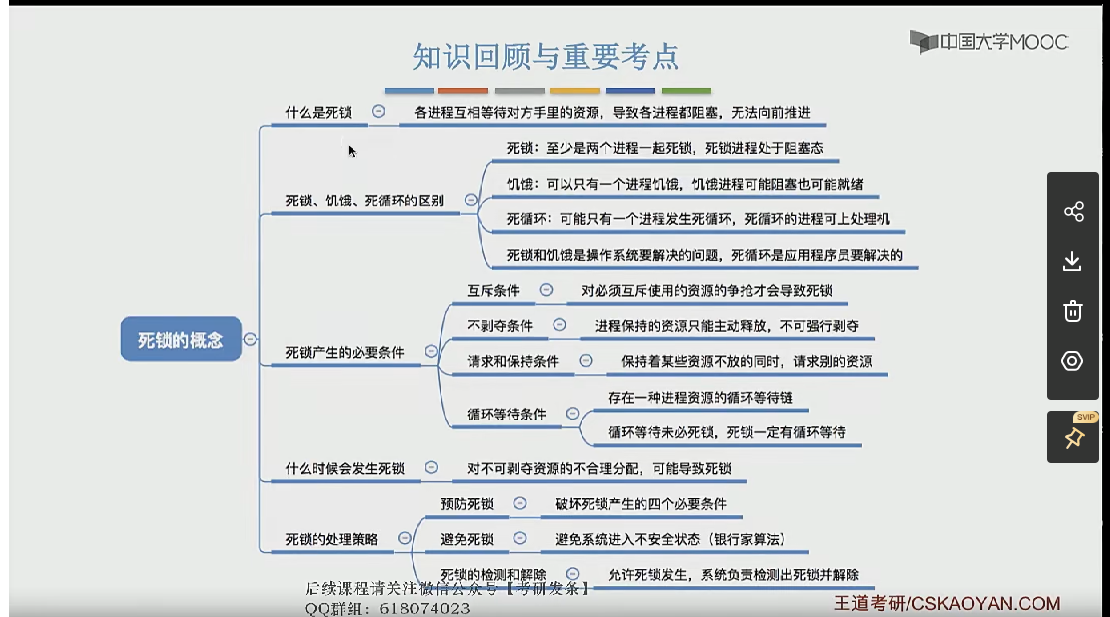 中国大学MOOC
知识回顾与重要考点
什么是死锁
各进程互相等待对方手里的资源，导致各进程都阻塞，无法向前推进
死锁、饥饿、死循环的区别
死锁：至少是两个进程一起死锁，死锁进程处于阻塞态
饥饿：可以只有一个进程饥饿，饥饿进程可能阻塞也可能就绪
死循环：可能只有一个进程发生死循环，死循环的进程可上处理机
死锁和饥饿是操作系统要解决的问题，死循环是应用程序员要解决的
死锁的概念
死锁产生的必要条件
互斥条件
对必须互斥使用的资源的争抢才会导致死锁
不剥夺条件
进程保持的资源只能主动释放，不可强行剥夺
请求和保持条件
保持着某些资源不放的同时，请求别的资源
循环等待条件
存在一种进程资源的循环等待链
循环等待未必死锁，死锁一定有循环等待
什么时候会发生死锁
对不可剥夺资源的不合理分配，可能导致死锁
死锁的处理策略
预防死锁
破坏死锁产生的四个必要条件
避免死锁
避免系统进入不安全状态（银行家算法）
死锁的检测和解除
允许死锁发生，系统负责检测出死锁并解除
后续课程请关注微信公众号【考研发条】
QQ群组：618074023
王道考研/CSKAOYAN.COM
SVIP